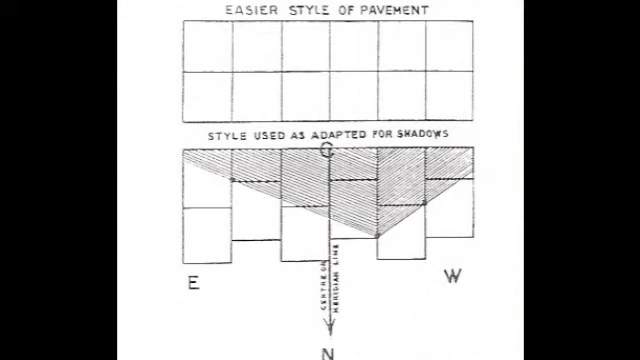 EASIER STYLE OF PAVEMENT
STYLE USED AS ADAPTED FOR SHADOWS
C
CENTRE OR
MERIDIAN LINE
E
W
N